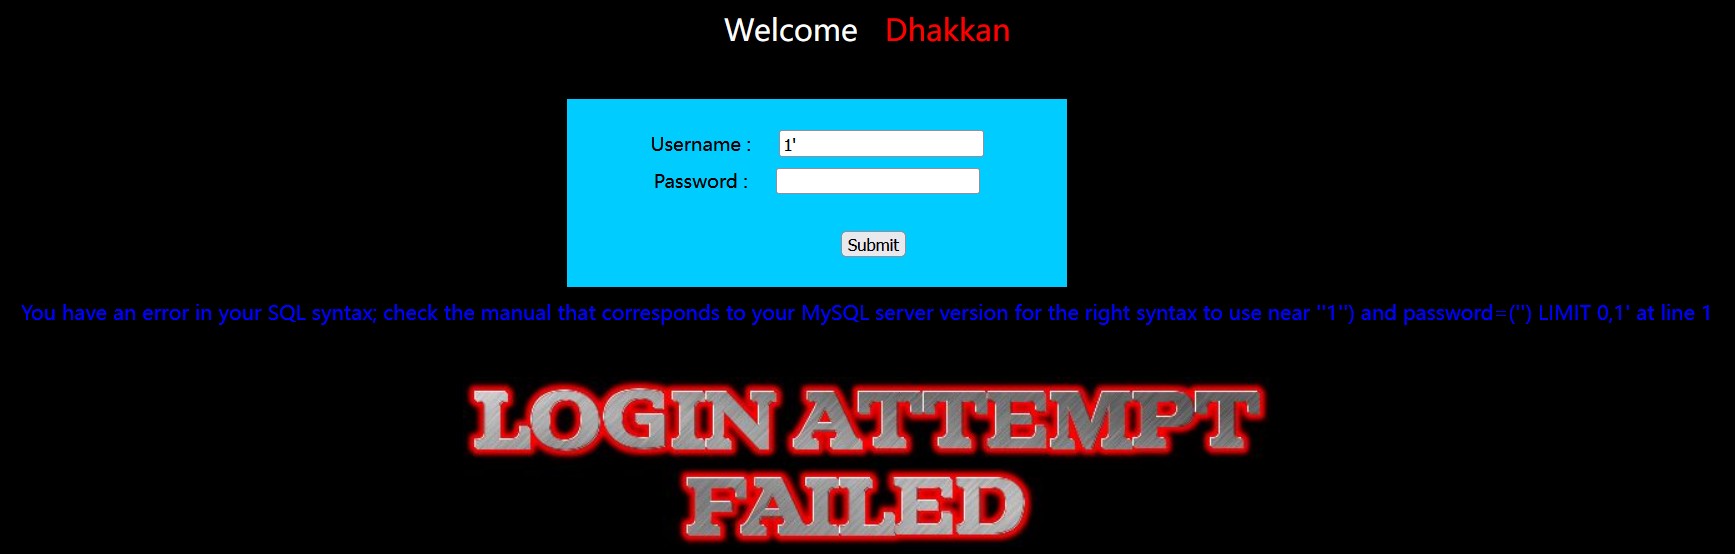 Welcome Dhakkan
Username : 1'
Password :
Submit
You have an error in your SQL syntax; check the manual that corresponds to your MySQL server version for the right syntax to use near ''1'') and password=('') LIMIT 0,1' at line 1
LOGIN ATTEMPT
FAILED